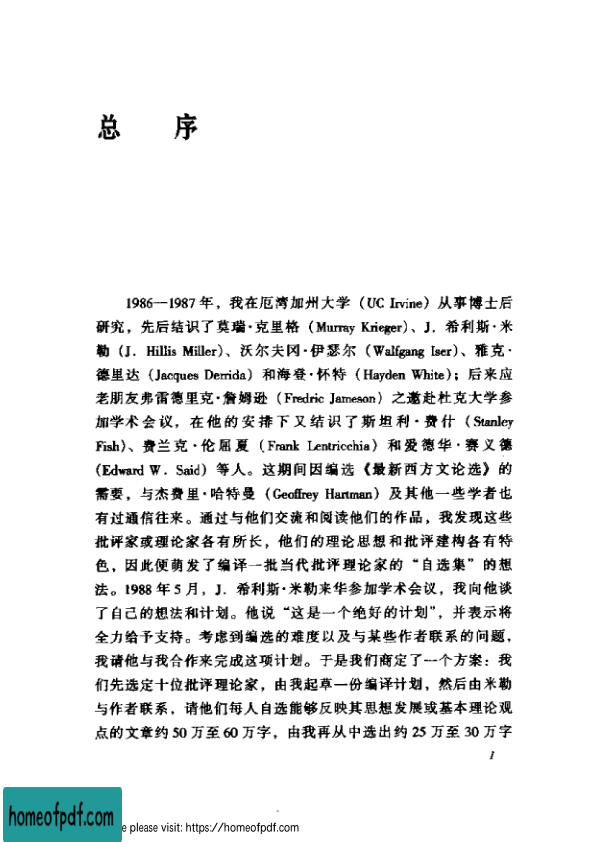 总 序
1986—1987年，我在厄湾加州大学（UC Irvine）从事博士后
研究，先后结识了莫瑞·克里格（Murray Krieger）、J. 希利斯·米
勒（J. Hillis Miller）、沃尔夫冈·伊瑟尔（Walfgang Iser）、雅克·
德里达（Jacques Derrida）和海登·怀特（Hayden White）；后来应
老朋友弗雷德里克·詹姆逊（Fredric Jameson）之邀赴杜克大学参
加学术会议，在他的安排下又结识了斯坦利·费什（Stanley
Fish）、费兰克·伦屈夏（Frank Lentricchia）和爱德华·赛义德
（Edward W. Said）等人。这期间因编选《最新西方文论选》的
需要，与杰费里·哈特曼（Geoffrey Hartman）及其他一些学者也
有过通信往来。通过与他们交流和阅读他们的作品，我发现这些
批评家或理论家各有所长，他们的理论思想和批评建构各有特
色，因此便萌发了编译一批当代批评理论家的“自选集”的想
法。1988年5月，J. 希利斯·米勒来华参加学术会议，我向他谈
了自己的想法和计划。他说“这是一个绝好的计划”，并表示将
全力给予支持。考虑到编选的难度以及与某些作者联系的问题，
我请他与我合作来完成这项计划。于是我们商定了一个方案：我
们先选定十位批评理论家，由我起草一份编译计划，然后由米勒
与作者联系，请他们每人自选能够反映其思想发展或基本理论观
点的文章约50万至60万字，由我再从中选出约25万至30万字
1
homeofpdf.com
e please visit: https://homeofpdf.com